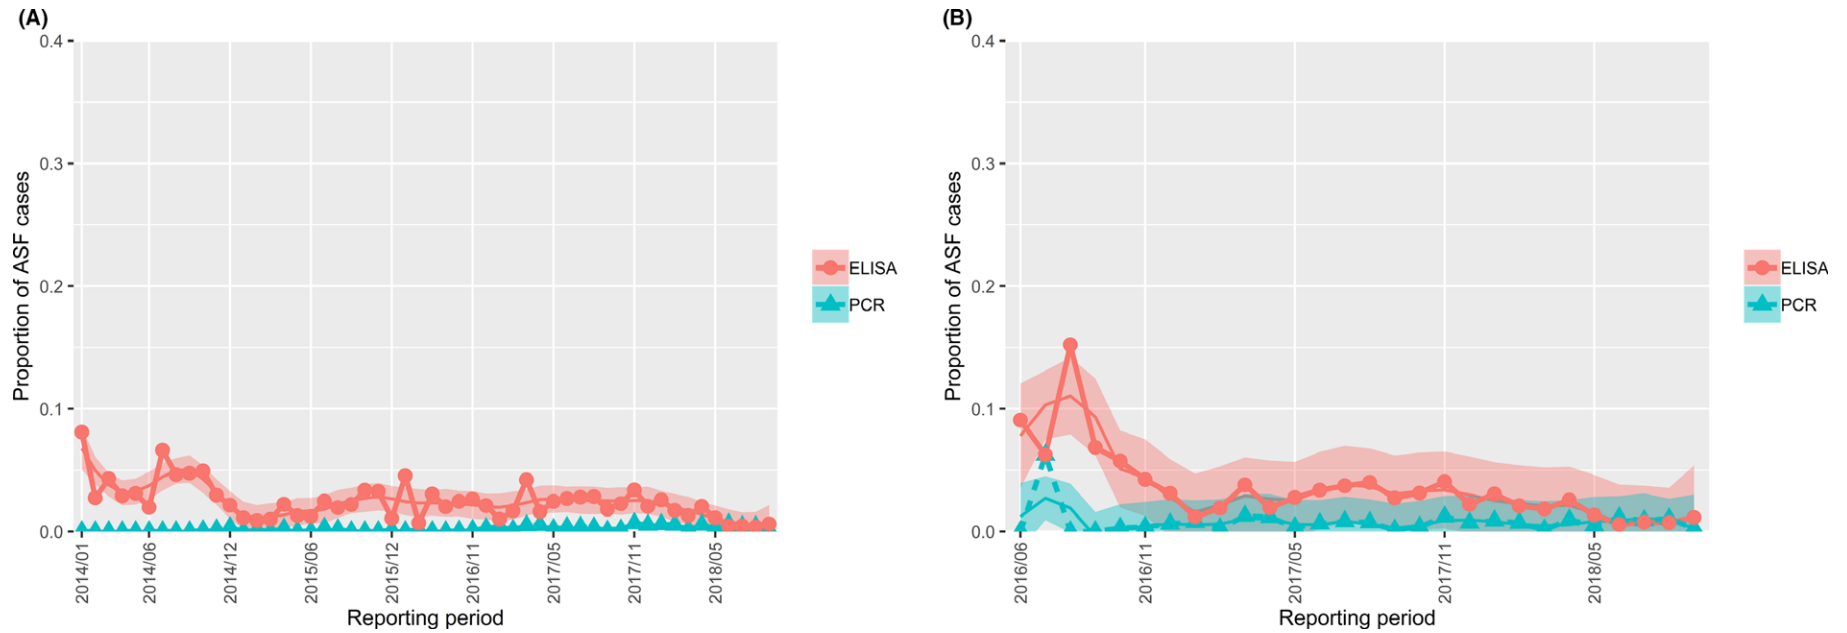 (A)
Proportion of ASF cases
0.4
0.3
0.2
0.1
0.0
2014/01
2014/06
2014/12
2015/06
2015/12
2016/11
2017/05
2017/11
2018/05
Reporting period
ELISA
PCR
(B)
Proportion of ASF cases
0.4
0.3
0.2
0.1
0.0
2016/06
2016/11
2017/05
2017/11
2018/05
Reporting period
ELISA
PCR